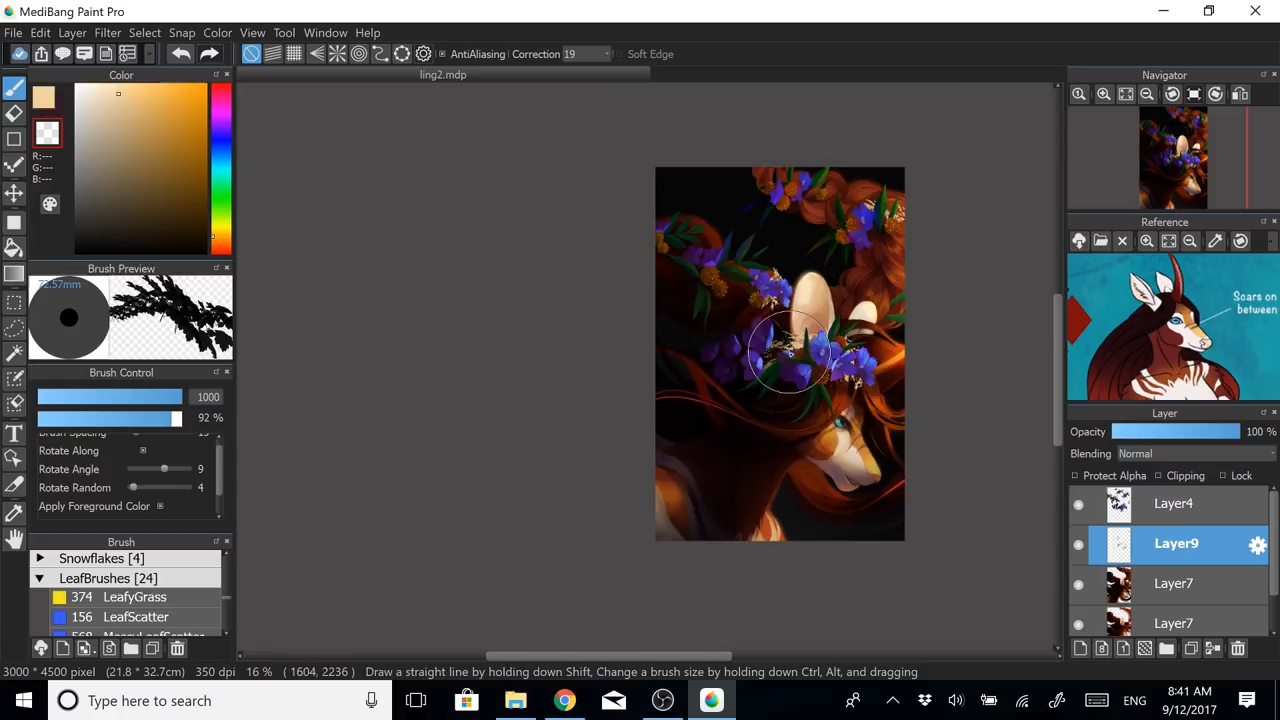 MediBang Paint Pro
File Edit Layer Filter Select Snap Color View Tool Window Help
AntiAliasing Correction 19 Soft Edge
Color
ling2.mdp
Navigator
R:---
G:---
B:---
Brush Preview
72.57mm
Reference
Scars on
between
Brush Control
1000
92 %
Rotate Along
Rotate Angle 9
Rotate Random 4
Apply Foreground Color
Layer
Opacity 100 %
Blending Normal
Protect Alpha Clipping Lock
Layer4
Layer9
Layer7
Layer7
Brush
Snowflakes [4]
LeafBrushes [24]
374 LeafyGrass
156 LeafScatter
3000 * 4500 pixel (21.8 * 32.7cm) 350 dpi 16 % ( 1604, 2236 ) Draw a straight line by holding down Shift, Change a brush size by holding down Ctrl, Alt, and dragging
Type here to search
ENG
8:41 AM
9/12/2017